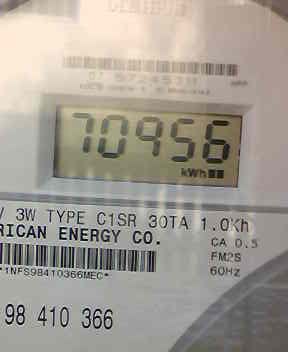 70956
kWh
/ 3W TYPE C1SR 30TA 1.0Kh
RICAN ENERGY CO.
CA 0.5
FM2S
*1NFS98410366MEC*
60Hz
98 410 366